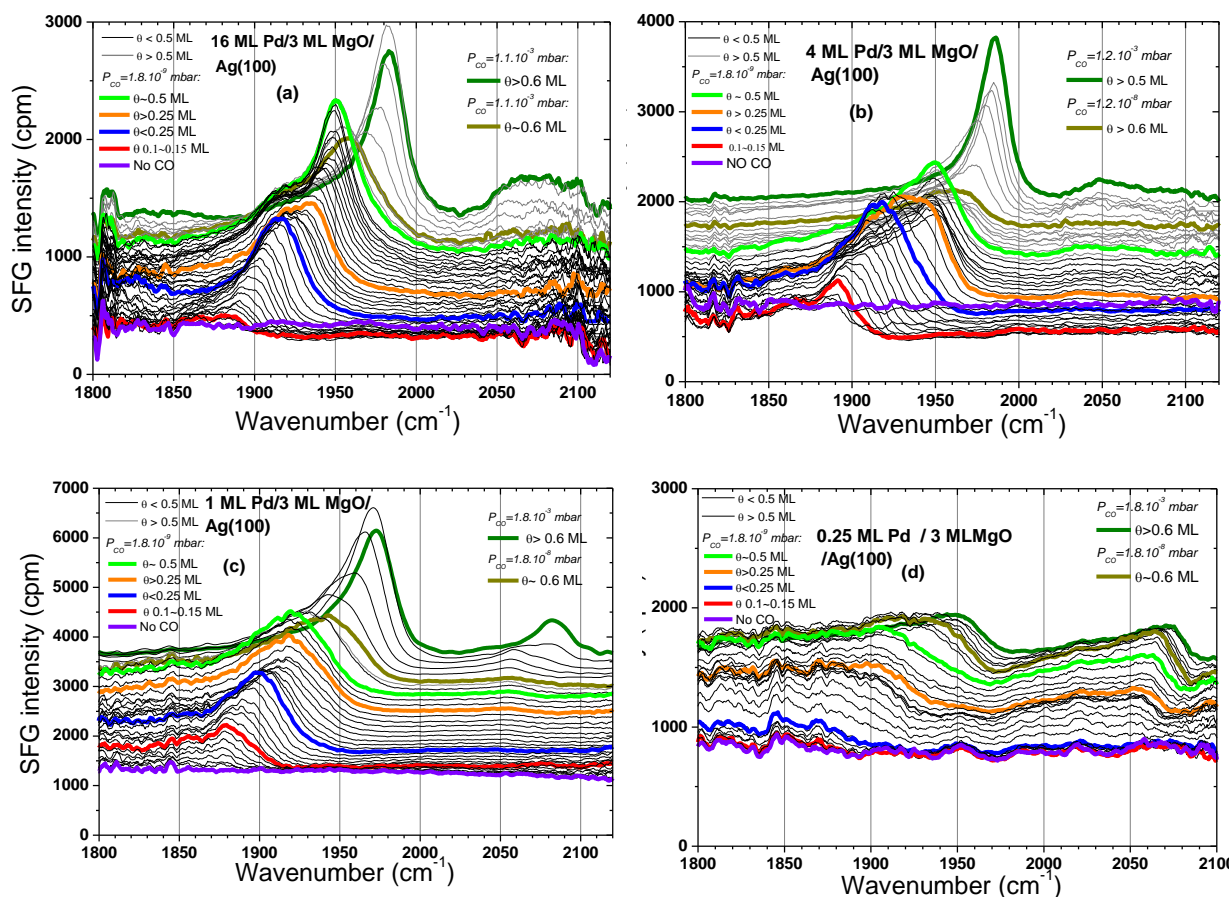 θ < 0.5 ML
θ > 0.5 ML
16 ML Pd/3 ML MgO/
Ag(100)
(a)
P_CO=1.8.10^-9 mbar:
θ~0.5 ML
θ>0.25 ML
θ<0.25 ML
θ 0.1~0.15 ML
No CO
P_CO=1.1.10^-3 mbar:
θ>0.6 ML
P_CO=1.1.10^-3 mbar:
θ~0.6 ML
SFG intensity (cpm)
3000
2000
1000
0
1800 1850 1900 1950 2000 2050 2100
Wavenumber (cm^-1)
θ < 0.5 ML
θ > 0.5 ML
4 ML Pd/3 ML MgO/
Ag(100)
(b)
P_CO=1.8.10^-9 mbar:
θ ~ 0.5 ML
θ > 0.25 ML
θ < 0.25 ML
0.1~0.15 ML
NO CO
P_CO=1.2.10^-3 mbar:
θ > 0.5 ML
P_CO=1.2.10^-8 mbar:
θ > 0.6 ML
4000
3000
2000
1000
0
1800 1850 1900 1950 2000 2050 2100
Wavenumber (cm^-1)
θ < 0.5 ML
θ > 0.5 ML
1 ML Pd/3 ML MgO/
Ag(100)
(c)
P_CO=1.8.10^-9 mbar:
θ~ 0.5 ML
θ>0.25 ML
θ<0.25 ML
θ 0.1~0.15 ML
No CO
P_CO=1.8.10^-3 mbar
θ> 0.6 ML
P_CO=1.8.10^-8 mbar
θ~ 0.6 ML
SFG intensity (cpm)
7000
6000
5000
4000
3000
2000
1000
0
1800 1850 1900 1950 2000 2050 2100
Wavenumber (cm^-1)
θ < 0.5 ML
θ > 0.5 ML
0.25 ML Pd / 3 MLMgO
/Ag(100)
(d)
P_CO=1.8.10^-9 mbar:
θ~0.5 ML
θ>0.25 ML
θ<0.25 ML
θ 0.1~0.15 ML
No CO
P_CO=1.8.10^-3 mbar
θ>0.6 ML
P_CO=1.8.10^-8 mbar
θ~0.6 ML
3000
2000
1000
0
1800 1850 1900 1950 2000 2050 2100
Wavenumber (cm^-1)